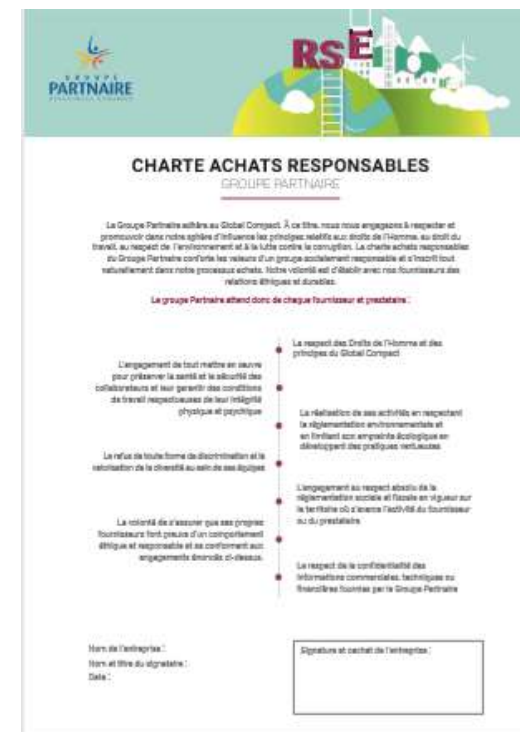 RSE
GROUPE
PARTNAIRE
CHARTE ACHATS RESPONSABLES
GROUPE PARTNAIRE
Le Groupe Partnaire adhère au Global Compact. À ce titre, nous nous engageons à respecter et
promouvoir dans notre sphère d'influence les principes relatifs aux droits de l'Homme, au droit du
travail, au respect de l'environnement et à la lutte contre la corruption. La charte achats responsables
du Groupe Partnaire conforte les valeurs d'un groupe socialement responsable et s'inscrit tout
naturellement dans notre processus achats. Notre volonté est d'établir avec nos fournisseurs des
relations éthiques et durables.
Le groupe Partnaire attend donc de chaque fournisseur et prestataire :
Le respect des Droits de l'Homme et des
principes du Global Compact
L'engagement de tout mettre en œuvre
pour préserver la santé et la sécurité des
collaborateurs et leur garantir des conditions
de travail respectueuses de leur intégrité
physique et psychique
La réalisation de ses activités en respectant
la règlementation environnementale et
en limitant son empreinte écologique en
développant des pratiques vertueuses
Le refus de toute forme de discrimination et la
valorisation de la diversité au sein de ses équipes
L'engagement au respect absolu de la
règlementation sociale et fiscale en vigueur sur
le territoire où s'exerce l'activité du fournisseur
ou du prestataire
La volonté de s'assurer que ses propres
fournisseurs font preuve d'un comportement
éthique et responsable et se conforment aux
engagements énoncés ci-dessus.
Le respect de la confidentialité des
informations commerciales, techniques ou
financières fournies par le Groupe Partnaire
Nom de l'entreprise :
Nom et titre du signataire :
Date :
Signature et cachet de l'entreprise :